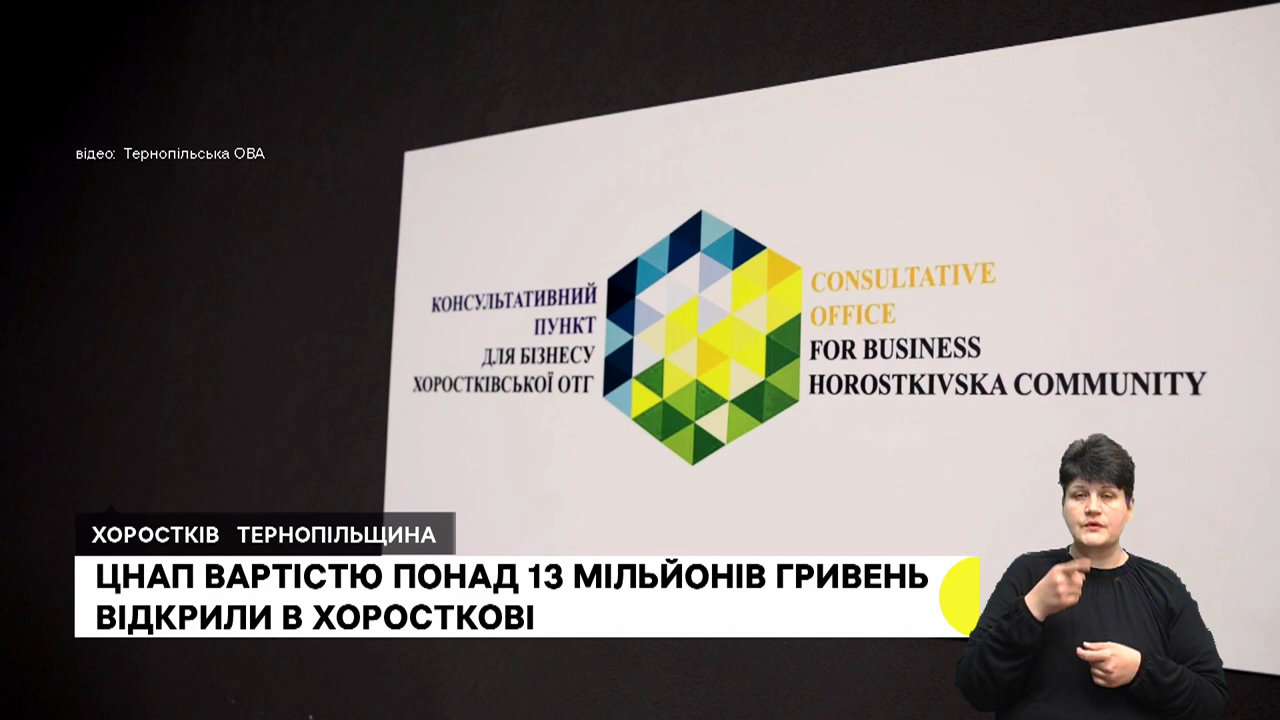 відео: Тернопільська ОВА
КОНСУЛЬТАТИВНИЙ
ПУНКТ
ДЛЯ БІЗНЕСУ
ХОРОСТКІВСЬКОЇ ОТГ
CONSULTATIVE
OFFICE
FOR BUSINESS
HOROSTKIVSKA COMMUNITY
ХОРОСТКІВ ТЕРНОПІЛЬЩИНА
ЦНАП ВАРТІСТЮ ПОНАД 13 МІЛЬЙОНІВ ГРИВЕНЬ
ВІДКРИЛИ В ХОРОСТКОВІ